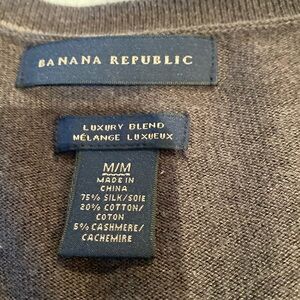 BANANA REPUBLIC
LUXURY BLEND
MÉLANGE LUXUEUX
M/M
MADE IN
CHINA
75% SILK/SOIE
20% COTTON/
COTON
5% CASHMERE/
CACHEMIRE